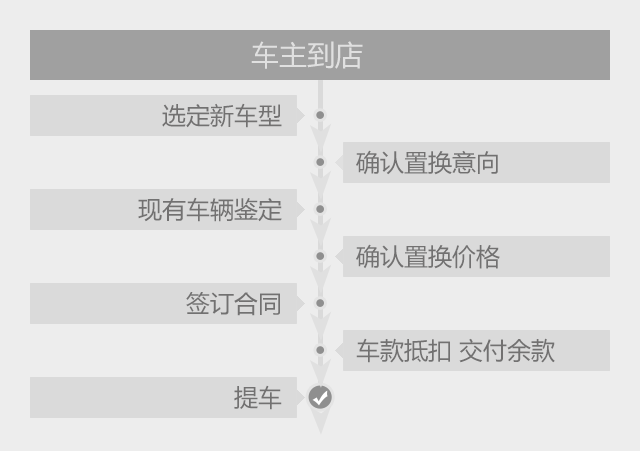 车主到店
选定新车型
确认置换意向
现有车辆鉴定
确认置换价格
签订合同
车款抵扣 交付余款
提车